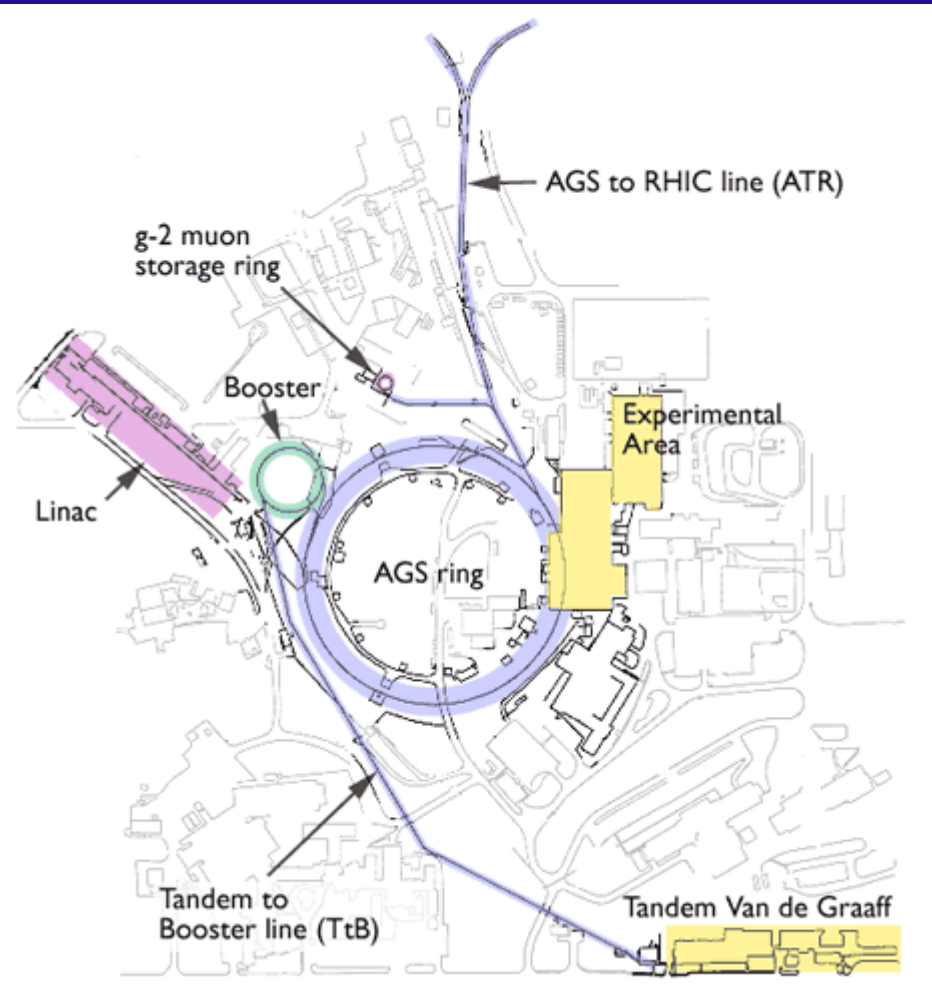 AGS to RHIC line (ATR)
g-2 muon
storage ring
Booster
Experimental
Area
Linac
AGS ring
Tandem to
Booster line (TtB)
Tandem Van de Graaff